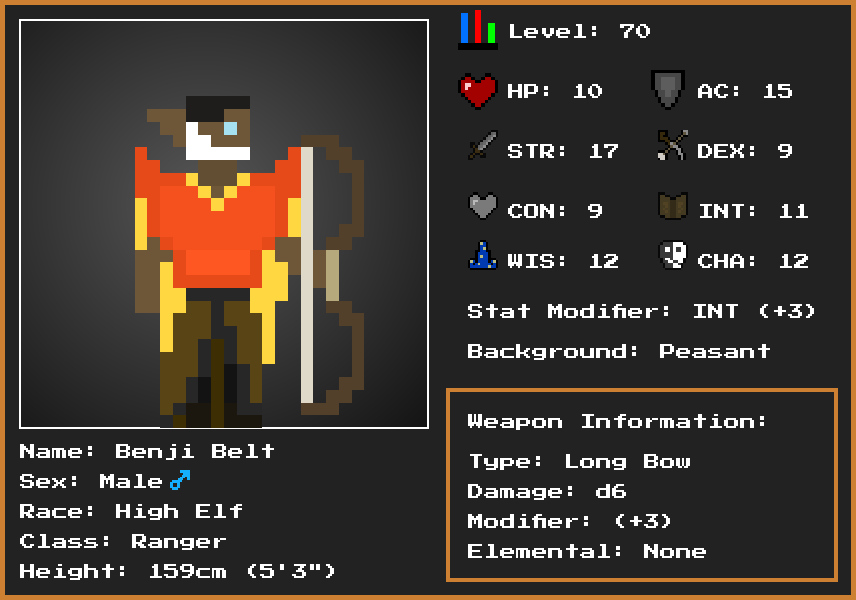 Level: 70
HP: 10
AC: 15
STR: 17
DEX: 9
CON: 9
INT: 11
WIS: 12
CHA: 12
Stat Modifier: INT (+3)
Background: Peasant
Weapon Information:
Type: Long Bow
Damage: d6
Modifier: (+3)
Elemental: None
Name: Benji Belt
Sex: Male♂
Race: High Elf
Class: Ranger
Height: 159cm (5'3")